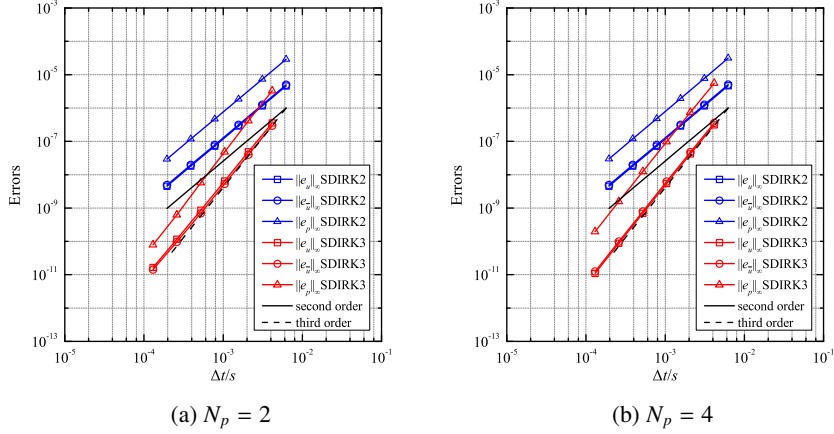 10^-3
10^-5
10^-7
10^-9
10^-11
10^-13
Errors
||e_u||_∞ SDIRK2
||e_ū||_∞ SDIRK2
||e_p||_∞ SDIRK2
||e_u||_∞ SDIRK3
||e_ū||_∞ SDIRK3
||e_p||_∞ SDIRK3
second order
third order
10^-5 10^-4 10^-3 10^-2 10^-1
Δt/s
(a) N_p = 2
10^-3
10^-5
10^-7
10^-9
10^-11
10^-13
Errors
||e_u||_∞ SDIRK2
||e_ū||_∞ SDIRK2
||e_p||_∞ SDIRK2
||e_u||_∞ SDIRK3
||e_ū||_∞ SDIRK3
||e_p||_∞ SDIRK3
second order
third order
10^-5 10^-4 10^-3 10^-2 10^-1
Δt/s
(b) N_p = 4